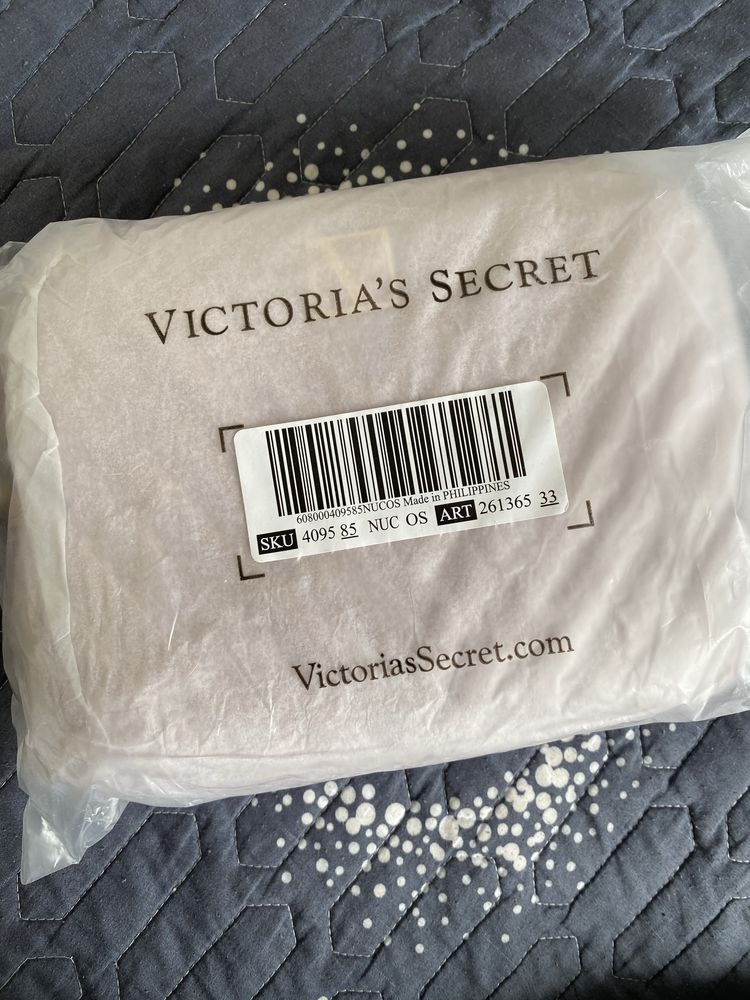 VICTORIA'S SECRET
608000409585NUCOS Made in PHILIPPINES
SKU 4095 85 NUC OS ART 261365 33
VictoriasSecret.com